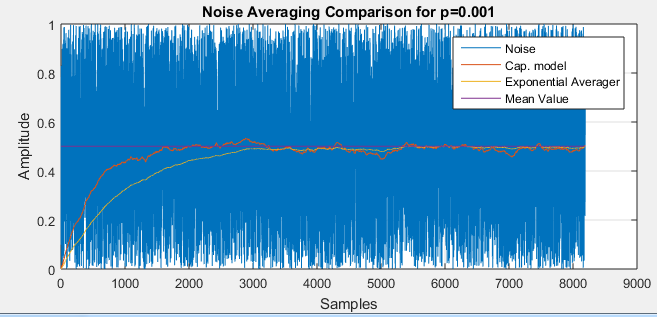 Noise Averaging Comparison for p=0.001
1
0.8
0.6
0.4
0.2
0
Amplitude
Noise
Cap. model
Exponential Averager
Mean Value
0 1000 2000 3000 4000 5000 6000 7000 8000 9000
Samples